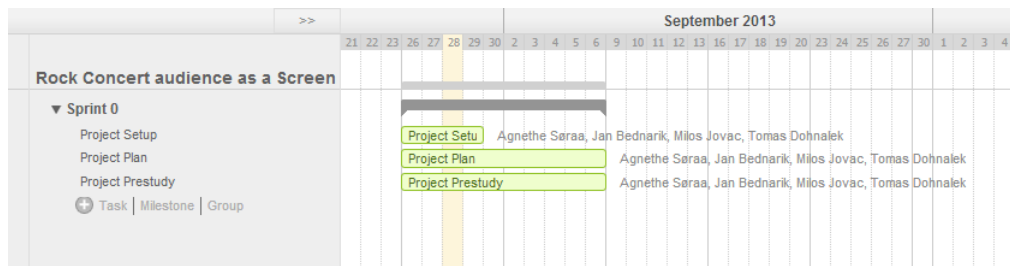 >> September 2013
21 22 23 26 27 28 29 30 2 3 4 5 6 9 10 11 12 13 16 17 18 19 20 23 24 25 26 27 30 1 2 3 4
Rock Concert audience as a Screen
Sprint 0
Project Setup Project Setu Agnethe Søraa, Jan Bednarik, Milos Jovac, Tomas Dohnalek
Project Plan Project Plan Agnethe Søraa, Jan Bednarik, Milos Jovac, Tomas Dohnalek
Project Prestudy Project Prestudy Agnethe Søraa, Jan Bednarik, Milos Jovac, Tomas Dohnalek
Task | Milestone | Group